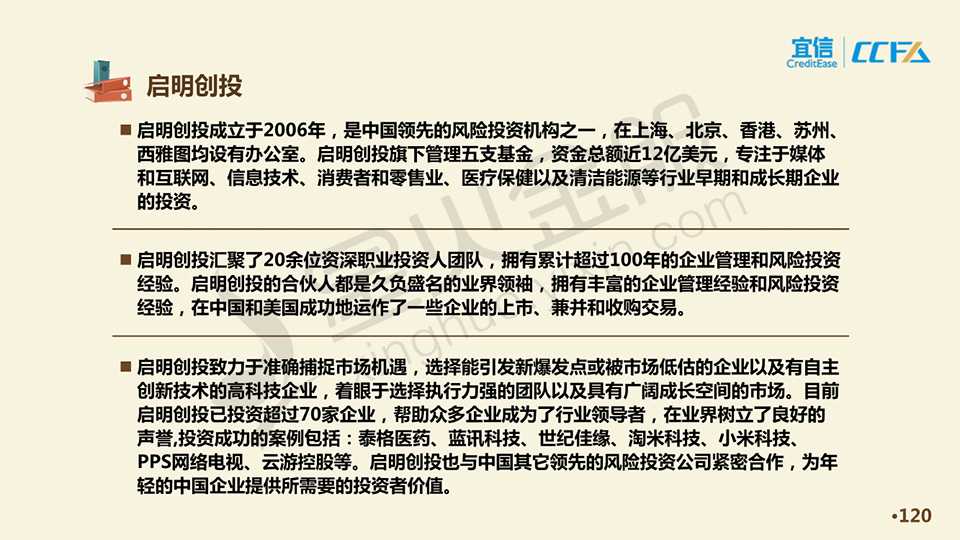 宜信
CreditEase
CCFA
启明创投
■ 启明创投成立于2006年，是中国领先的风险投资机构之一，在上海、北京、香港、苏州、
西雅图均设有办公室。启明创投旗下管理五支基金，资金总额近12亿美元，专注于媒体
和互联网、信息技术、消费者和零售业、医疗保健以及清洁能源等行业早期和成长期企业
的投资。
■ 启明创投汇聚了20余位资深职业投资人团队，拥有累计超过100年的企业管理和风险投资
经验。启明创投的合伙人都是久负盛名的业界领袖，拥有丰富的企业管理经验和风险投资
经验，在中国和美国成功地运作了一些企业的上市、兼并和收购交易。
■ 启明创投致力于准确捕捉市场机遇，选择能引发新爆发点或被市场低估的企业以及有自主
创新技术的高科技企业，着眼于选择执行力强的团队以及具有广阔成长空间的市场。目前
启明创投已投资超过70家企业，帮助众多企业成为了行业领导者，在业界树立了良好的
声誉,投资成功的案例包括：泰格医药、蓝讯科技、世纪佳缘、淘米科技、小米科技、
PPS网络电视、云游控股等。启明创投也与中国其它领先的风险投资公司紧密合作，为年
轻的中国企业提供所需要的投资者价值。
•120